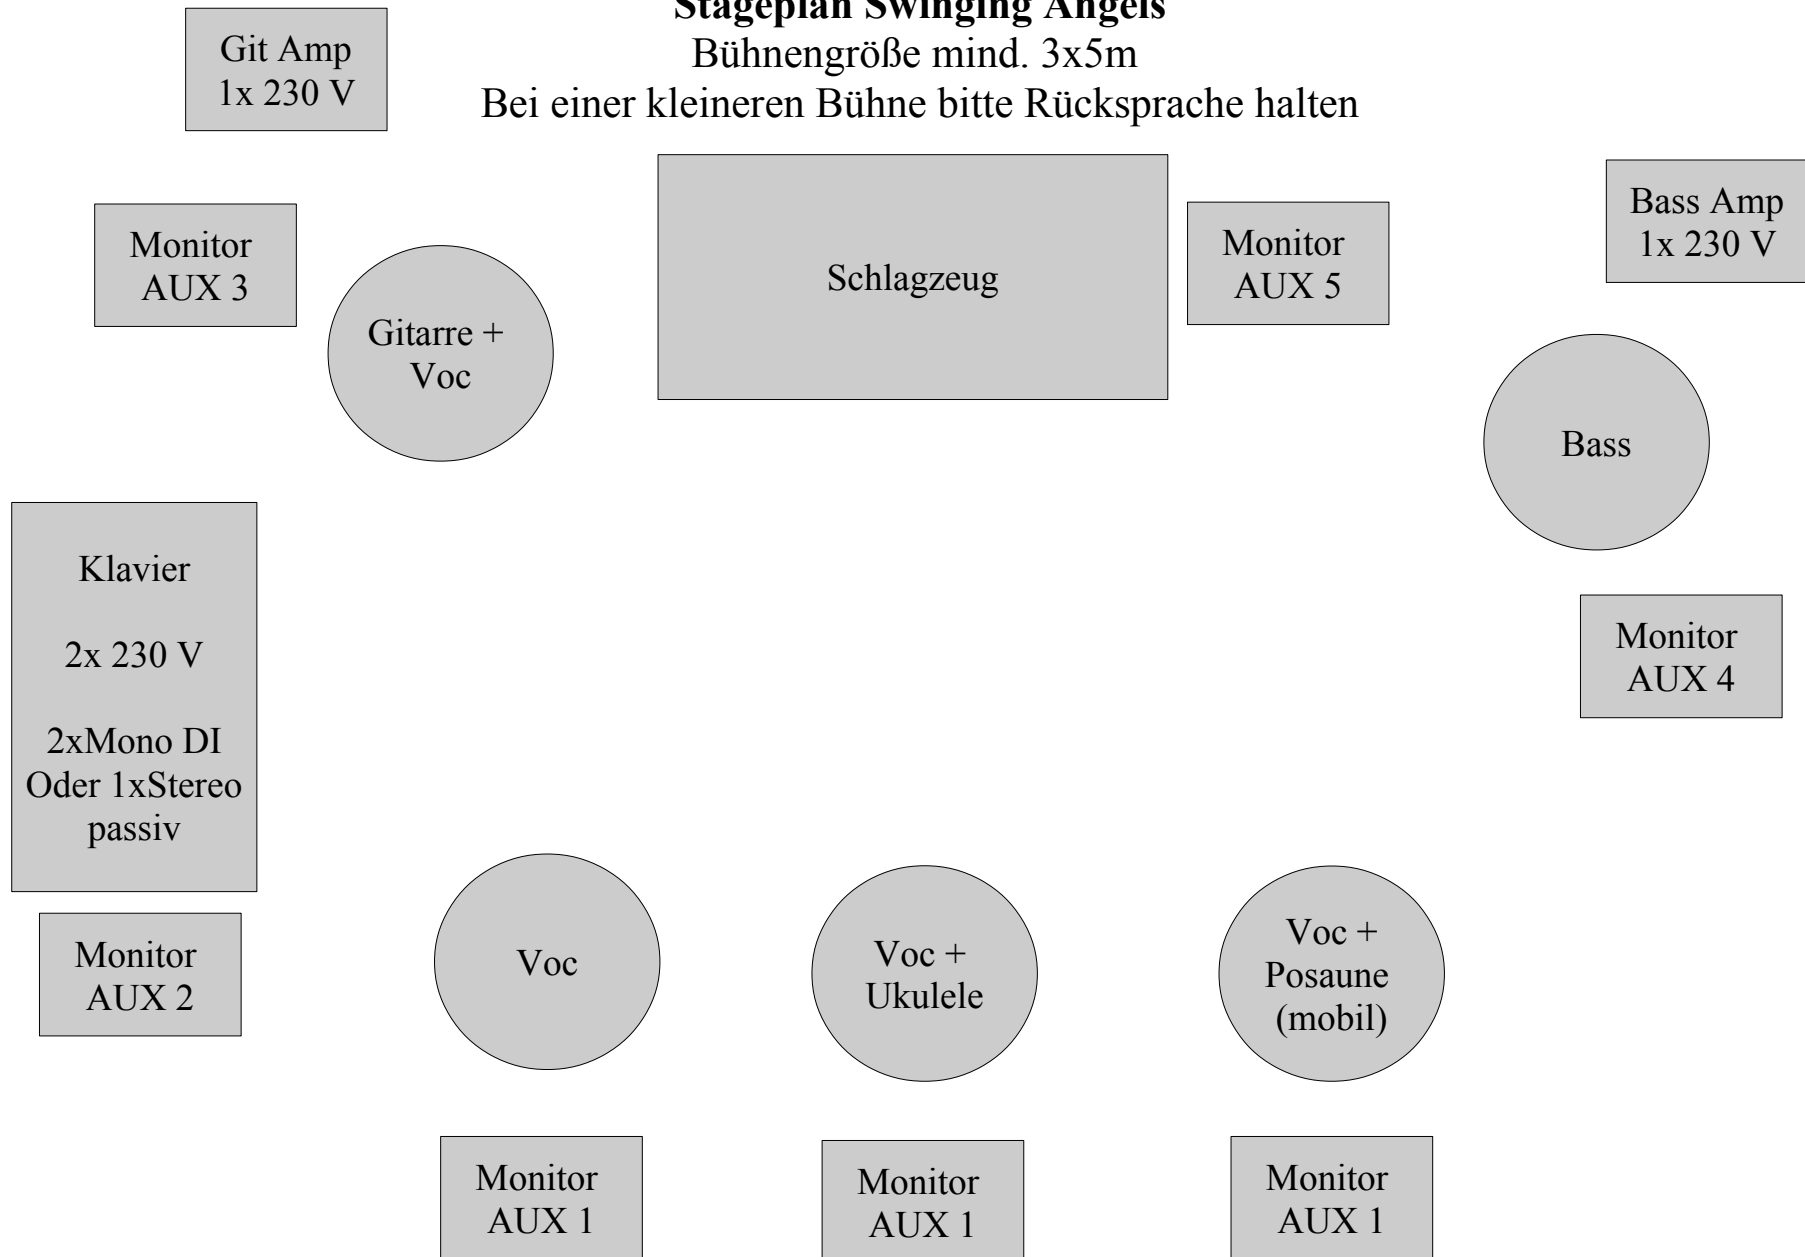 Stageplan Swinging Angels
Bühnengröße mind. 3x5m
Bei einer kleineren Bühne bitte Rücksprache halten
Git Amp
1x 230 V
Monitor
AUX 3
Gitarre +
Voc
Schlagzeug
Monitor
AUX 5
Bass Amp
1x 230 V
Bass
Klavier
2x 230 V
2xMono DI
Oder 1xStereo
passiv
Monitor
AUX 4
Monitor
AUX 2
Voc
Voc +
Ukulele
Voc +
Posaune
(mobil)
Monitor
AUX 1
Monitor
AUX 1
Monitor
AUX 1